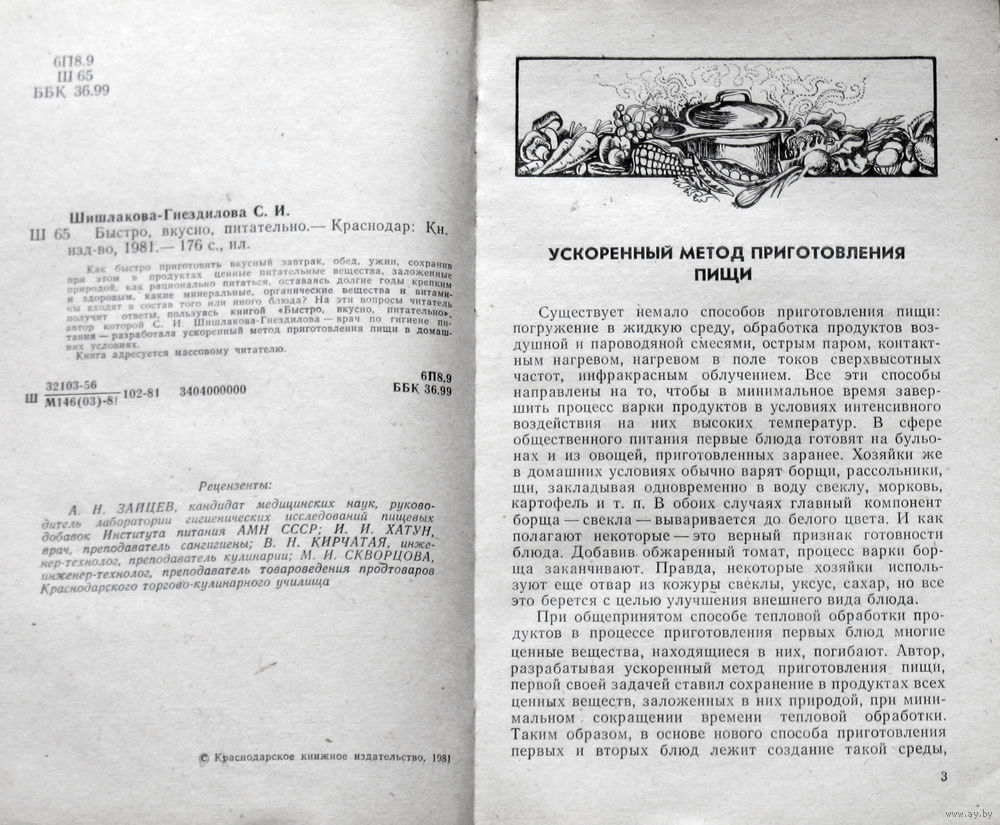 6П8.9
Ш 65
ББК 36.99
Шишлакова-Гнездилова С. И.
Ш 65 Быстро, вкусно, питательно.— Краснодар: Кн.
изд-во, 1981.— 176 с., ил.
Как быстро приготовить вкусный завтрак, обед, ужин, сохранив
при этом в продуктах ценные питательные вещества, заложенные
природой, как рационально питаться, оставаясь долгие годы крепким
и здоровым, какие минеральные, органические вещества и витами-
ны входят в состав того или иного блюда? На эти вопросы читатель
получит ответы, пользуясь книгой «Быстро, вкусно, питательно»,
автор которой С. И. Шишлакова-Гнездилова — врач по гигиене пи-
тания — разработала ускоренный метод приготовления пищи в домаш-
них условиях.
Книга адресуется массовому читателю.
Ш 32103-56
М146(03)-81 102-81 3404000000
6П8.9
ББК 36.99
Рецензенты:
А. Н. ЗАЙЦЕВ, кандидат медицинских наук, руково-
дитель лаборатории гигиенических исследований пищевых
добавок Института питания АМН СССР; И. И. ХАТУН,
врач, преподаватель сангигиены; В. Н. КИРЧАТАЯ, инже-
нер-технолог, преподаватель кулинарии; М. И. СКВОРЦОВА,
инженер-технолог, преподаватель товароведения продтоваров
Краснодарского торгово-кулинарного училища
© Краснодарское книжное издательство, 1981
УСКОРЕННЫЙ МЕТОД ПРИГОТОВЛЕНИЯ
ПИЩИ
Существует немало способов приготовления пищи:
погружение в жидкую среду, обработка продуктов воз-
душной и пароводяной смесями, острым паром, контакт-
ным нагревом, нагревом в поле токов сверхвысотных
частот, инфракрасным облучением. Все эти способы
направлены на то, чтобы в минимальное время завер-
шить процесс варки продуктов в условиях интенсивного
воздействия на них высоких температур. В сфере
общественного питания первые блюда готовят на бульо-
нах и из овощей, приготовленных заранее. Хозяйки же
в домашних условиях обычно варят борщи, рассольники,
щи, закладывая одновременно в воду свеклу, морковь,
картофель и т. п. В обоих случаях главный компонент
борща — свекла — вываривается до белого цвета. И как
полагают некоторые — это верный признак готовности
блюда. Добавив обжаренный томат, процесс варки бор-
ща заканчивают. Правда, некоторые хозяйки исполь-
зуют еще отвар из кожуры свеклы, уксус, сахар, но все
это берется с целью улучшения внешнего вида блюда.
При общепринятом способе тепловой обработки про-
дуктов в процессе приготовления первых блюд многие
ценные вещества, находящиеся в них, погибают. Автор,
разрабатывая ускоренный метод приготовления пищи,
первой своей задачей ставил сохранение в продуктах всех
ценных веществ, заложенных в них природой, при мини-
мальном сокращении времени тепловой обработки.
Таким образом, в основе нового способа приготовления
первых и вторых блюд лежит создание такой среды,
3
www.ay.by